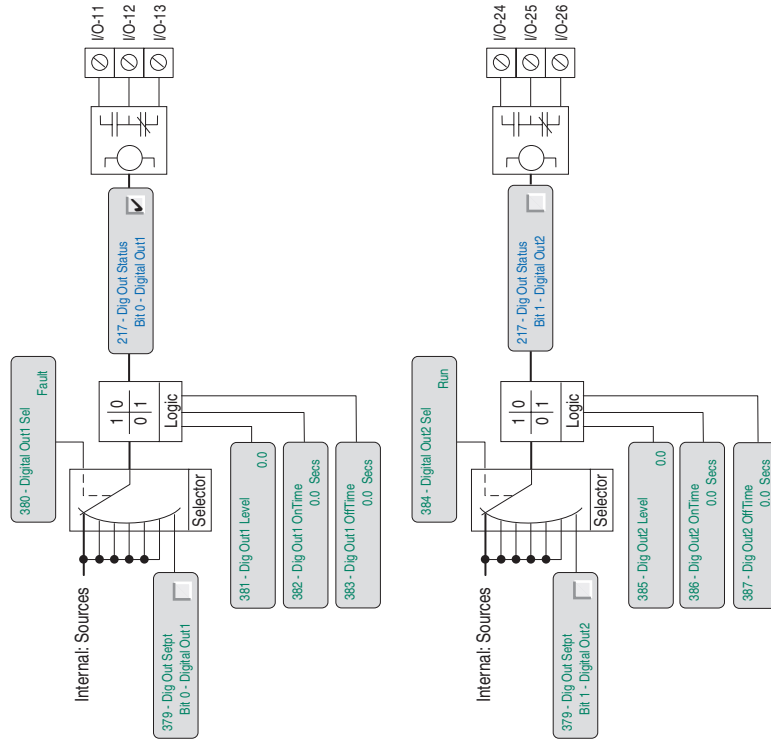 Internal: Sources
379 - Dig Out Setpt
Bit 0 - Digital Out1
Selector
380 - Digital Out1 Sel
Fault
381 - Dig Out1 Level
0.0
382 - Dig Out1 OnTime
0.0 Secs
383 - Dig Out1 OffTime
0.0 Secs
1 0
0 1
Logic
217 - Dig Out Status
Bit 0 - Digital Out1
I/O-11
I/O-12
I/O-13
Internal: Sources
379 - Dig Out Setpt
Bit 1 - Digital Out2
Selector
384 - Digital Out2 Sel
Run
385 - Dig Out2 Level
0.0
386 - Dig Out2 OnTime
0.0 Secs
387 - Dig Out2 OffTime
0.0 Secs
1 0
0 1
Logic
217 - Dig Out Status
Bit 1 - Digital Out2
I/O-24
I/O-25
I/O-26